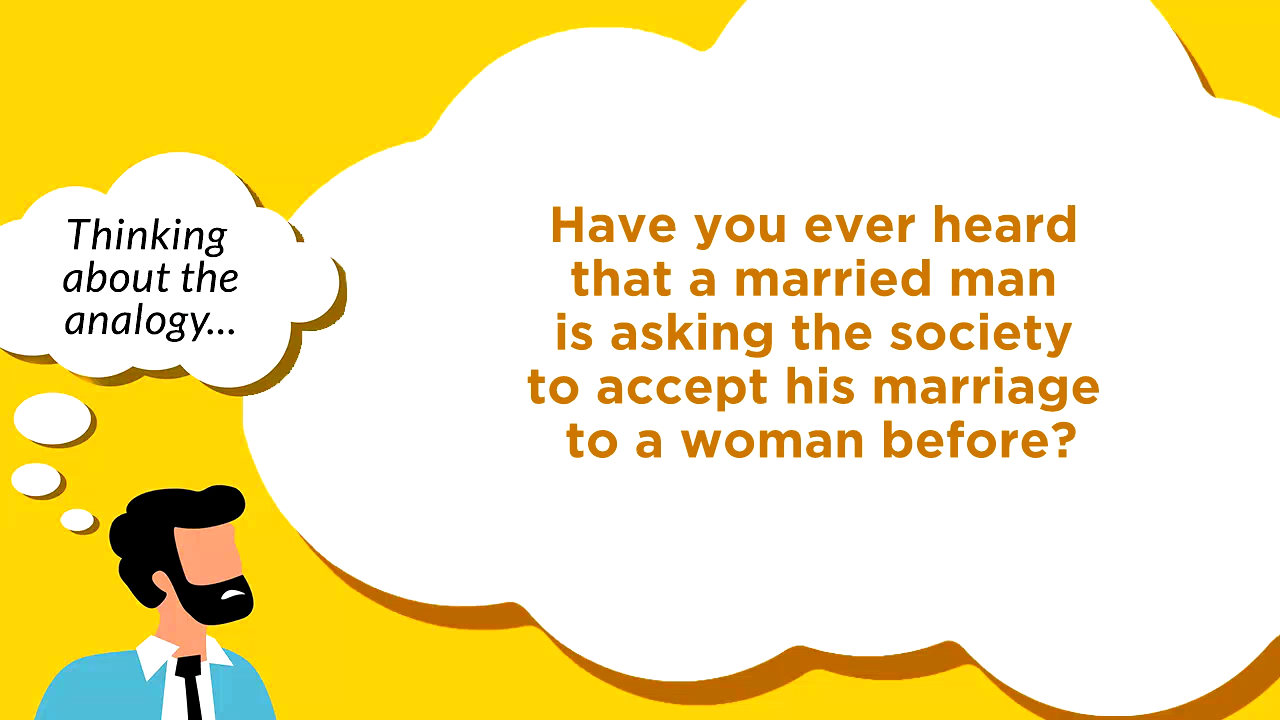 Thinking
about the
analogy...
Have you ever heard
that a married man
is asking the society
to accept his marriage
to a woman before?